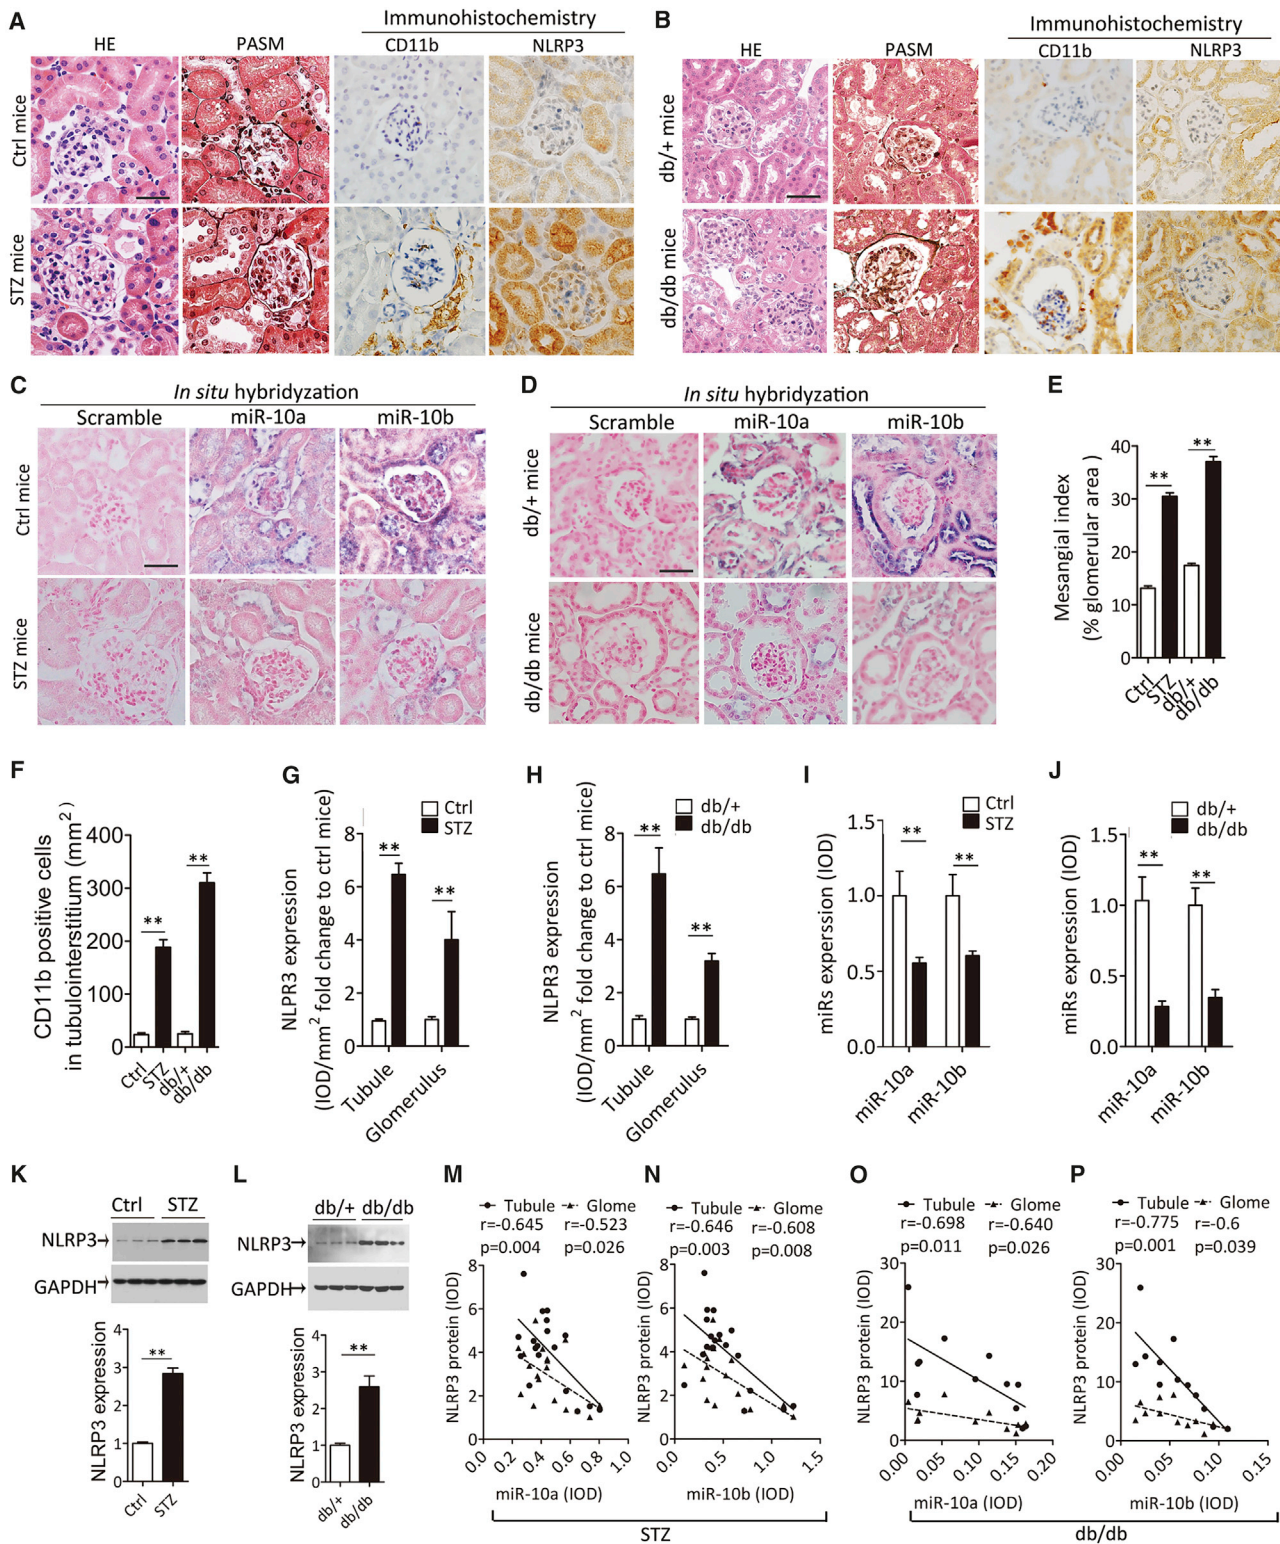 A
Immunohistochemistry
HE PASM CD11b NLRP3
Ctrl mice
STZ mice
B
Immunohistochemistry
HE PASM CD11b NLRP3
db/+ mice
db/db mice
C
In situ hybridyzation
Scramble miR-10a miR-10b
Ctrl mice
STZ mice
D
In situ hybridyzation
Scramble miR-10a miR-10b
db/+ mice
db/db mice
E
Mesangial index
(% glomerular area )
40
30
20
10
0
** **
Ctrl STZ db/+ db/db
F
CD11b positive cells
in tubulointerstitium (mm2)
400
300
200
100
0
** **
Ctrl STZ db/+ db/db
G
Ctrl
STZ
NLPR3 expression
(IOD/mm2 fold change to ctrl mice)
8
6
4
2
0
** **
Tubule Glomerulus
H
db/+
db/db
NLPR3 expression
(IOD/mm2 fold change to ctrl mice)
8
6
4
2
0
** **
Tubule Glomerulus
I
Ctrl
STZ
miRs experssion (IOD)
1.5
1.0
0.5
0.0
** **
miR-10a miR-10b
J
db/+
db/db
miRs expression (IOD)
1.5
1.0
0.5
0.0
** **
miR-10a miR-10b
K
Ctrl STZ
NLRP3
GAPDH
NLRP3 expression
4
3
2
1
0
**
Ctrl STZ
L
db/+ db/db
NLRP3
GAPDH
NLRP3 expression
4
3
2
1
0
**
db/+ db/db
M
Tubule Glome
r=-0.645 r=-0.523
p=0.004 p=0.026
NLRP3 protein (IOD)
8
6
4
2
0
0.0 0.2 0.4 0.6 0.8 1.0
miR-10a (IOD)
N
Tubule Glome
r=-0.646 r=-0.608
p=0.003 p=0.008
NLRP3 protein (IOD)
8
6
4
2
0
0.0 0.5 1.0 1.5
miR-10b (IOD)
STZ
O
Tubule Glome
r=-0.698 r=-0.640
p=0.011 p=0.026
NLRP3 protein (IOD)
30
20
10
0
0.00 0.05 0.10 0.15 0.20
miR-10a (IOD)
P
Tubule Glome
r=-0.775 r=-0.6
p=0.001 p=0.039
NLRP3 protein (IOD)
30
20
10
0
0.00 0.05 0.10 0.15
miR-10b (IOD)
db/db